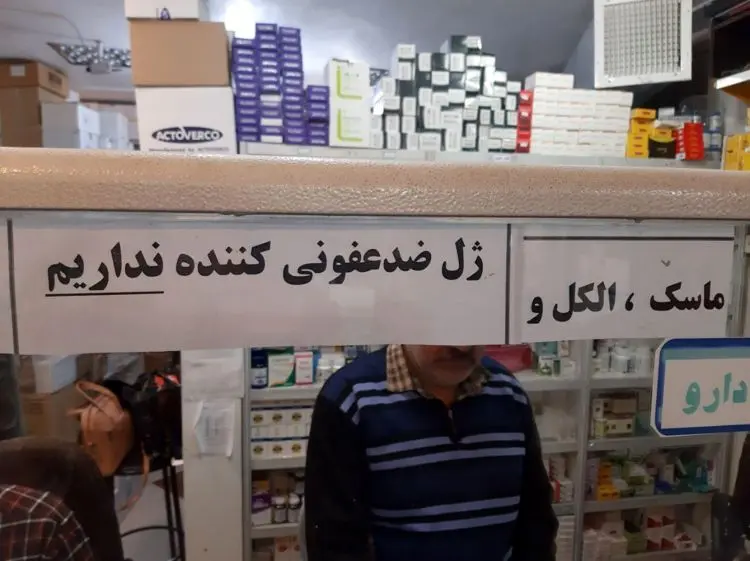 ماسک ، الکل و
ژل ضدعفونی کننده نداریم
دارو
ACTOVERCO